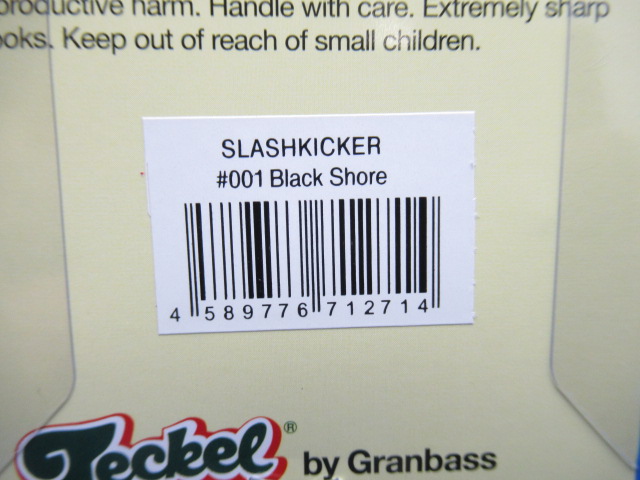 productive harm. Handle with care. Extremely sharp
hooks. Keep out of reach of small children.
SLASHKICKER
#001 Black Shore
4 589776 712714
Teckel® by Granbass